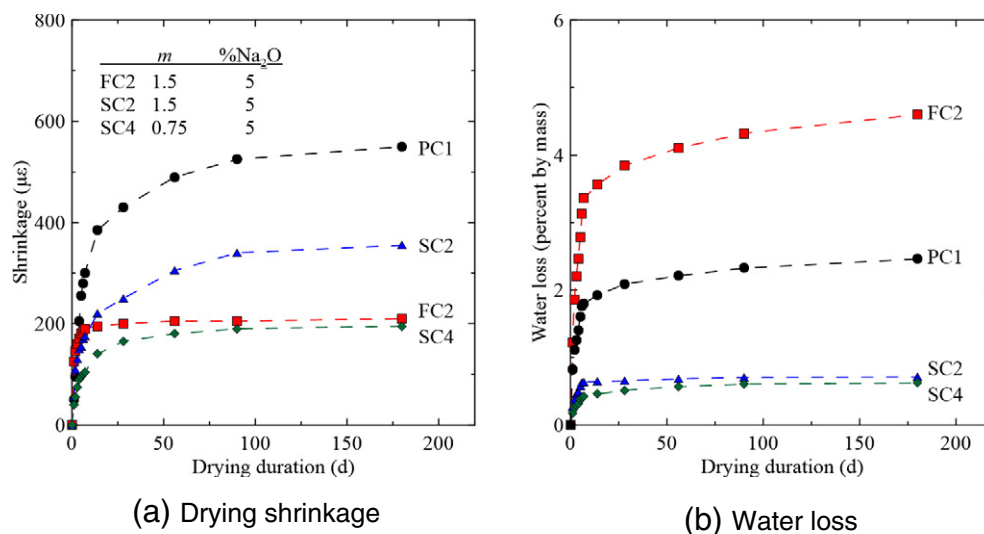 800
600
400
200
0
Shrinkage (με)
m %Na2O
FC2 1.5 5
SC2 1.5 5
SC4 0.75 5
PC1
SC2
FC2
SC4
0 50 100 150 200
Drying duration (d)
(a) Drying shrinkage
6
4
2
0
Water loss (percent by mass)
FC2
PC1
SC2
SC4
0 50 100 150 200
Drying duration (d)
(b) Water loss